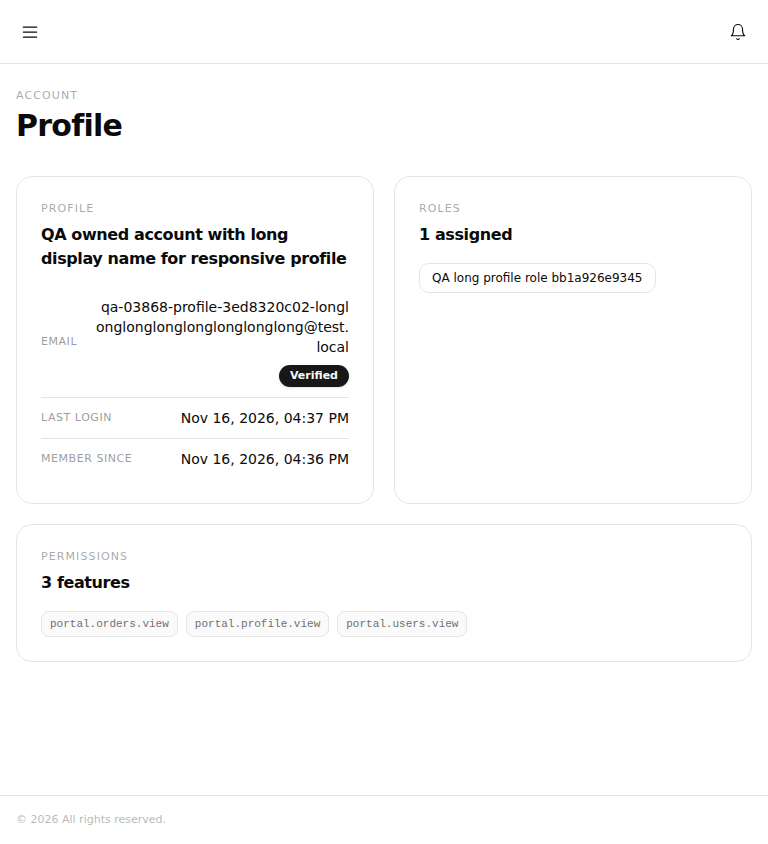 ACCOUNT
Profile
PROFILE
QA owned account with long
display name for responsive profile
EMAIL
qa-03868-profile-3ed8320c02-longl
onglonglonglonglonglonglong@test.
local
Verified
LAST LOGIN Nov 16, 2026, 04:37 PM
MEMBER SINCE Nov 16, 2026, 04:36 PM
ROLES
1 assigned
QA long profile role bb1a926e9345
PERMISSIONS
3 features
portal.orders.view portal.profile.view portal.users.view
© 2026 All rights reserved.